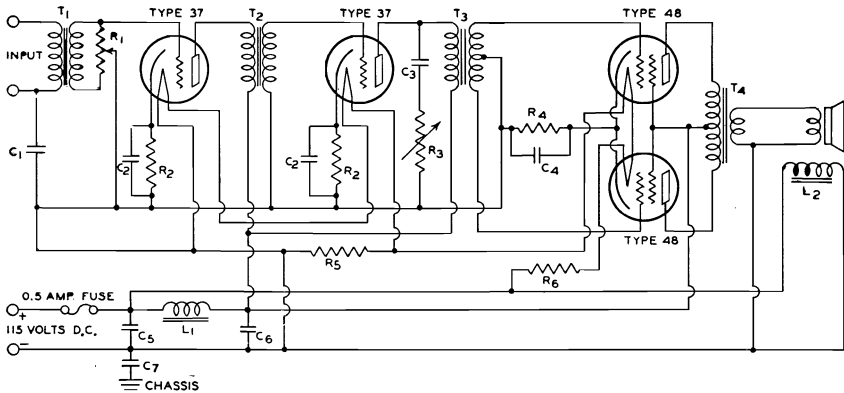 TYPE 37
TYPE 37
TYPE 48
T1
T2
T3
INPUT
R1
C3
T4
R4
C1
C2
R2
C2
R2
R3
C4
L2
TYPE 48
R5
R6
0.5 AMP. FUSE
+
115 VOLTS D.C.
L1
C5
C6
−
C7
CHASSIS